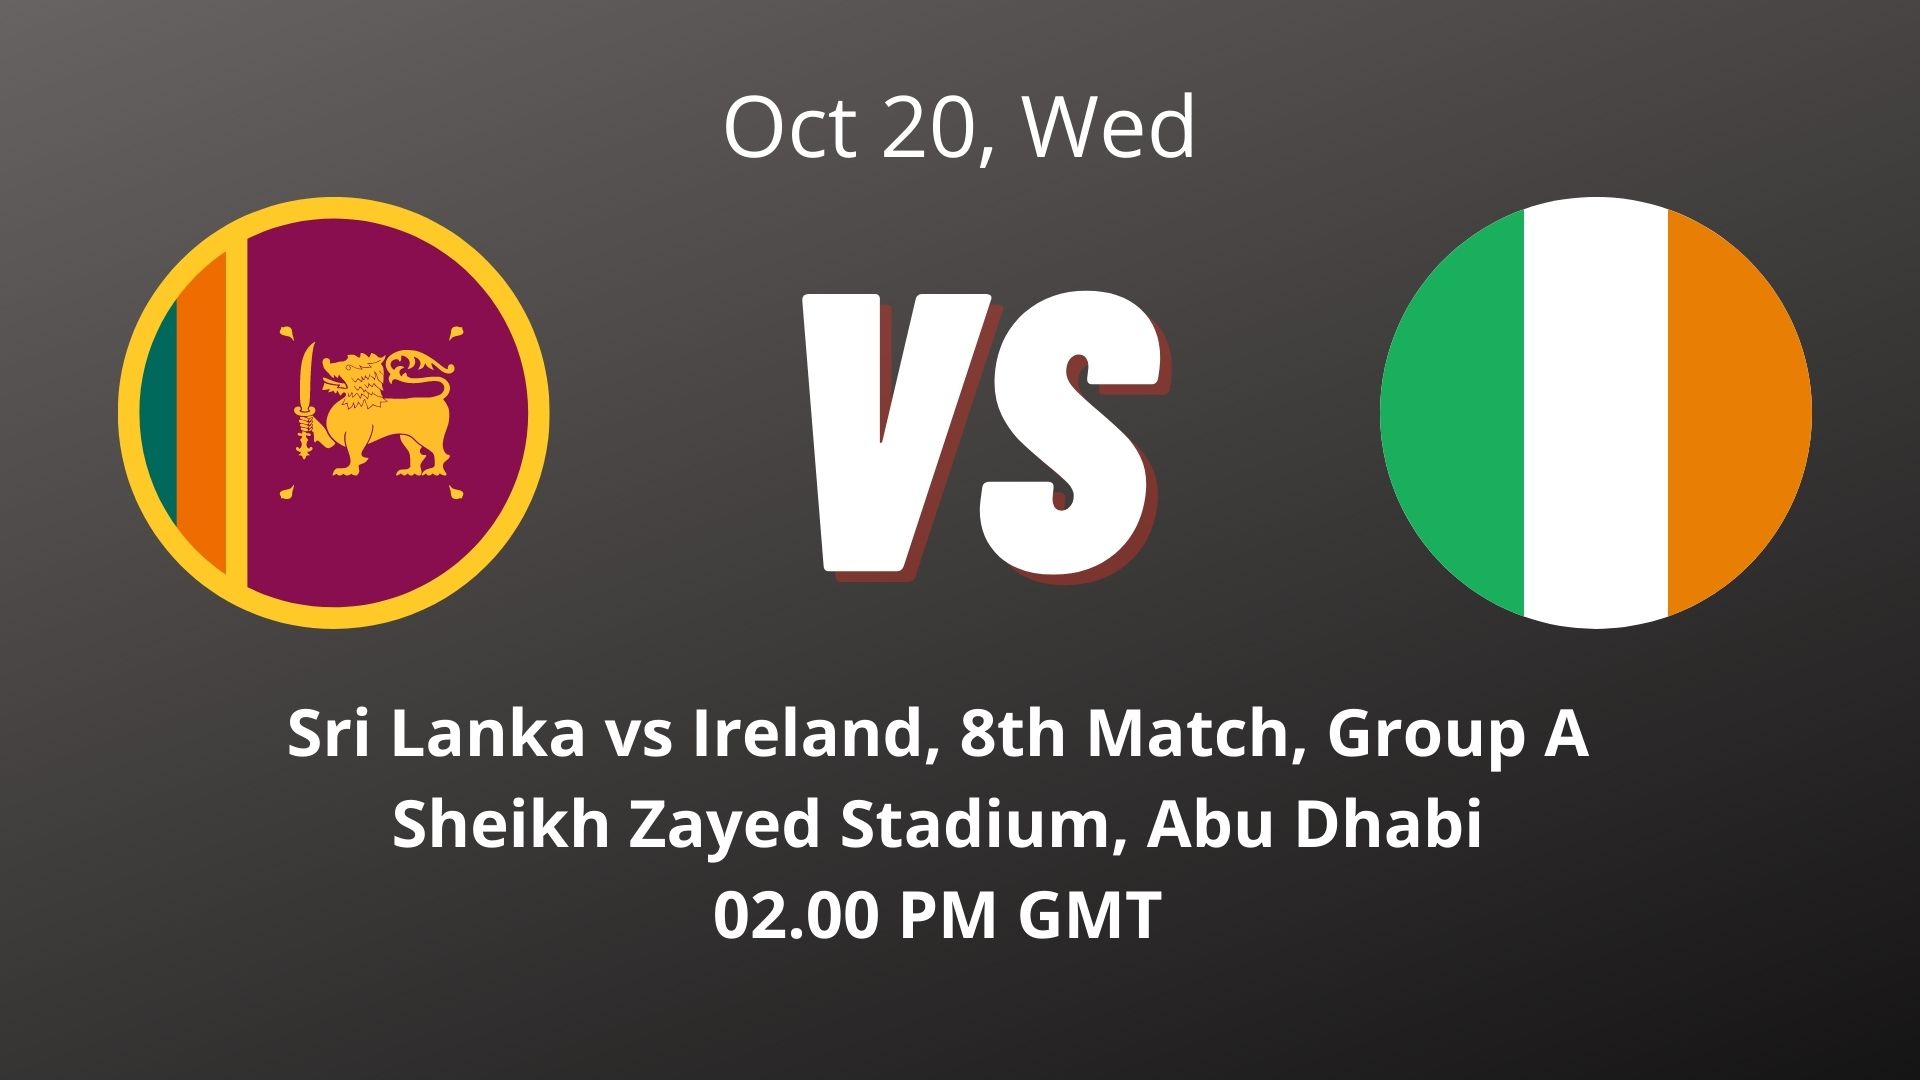 Oct 20, Wed
VS
Sri Lanka vs Ireland, 8th Match, Group A
Sheikh Zayed Stadium, Abu Dhabi
02.00 PM GMT